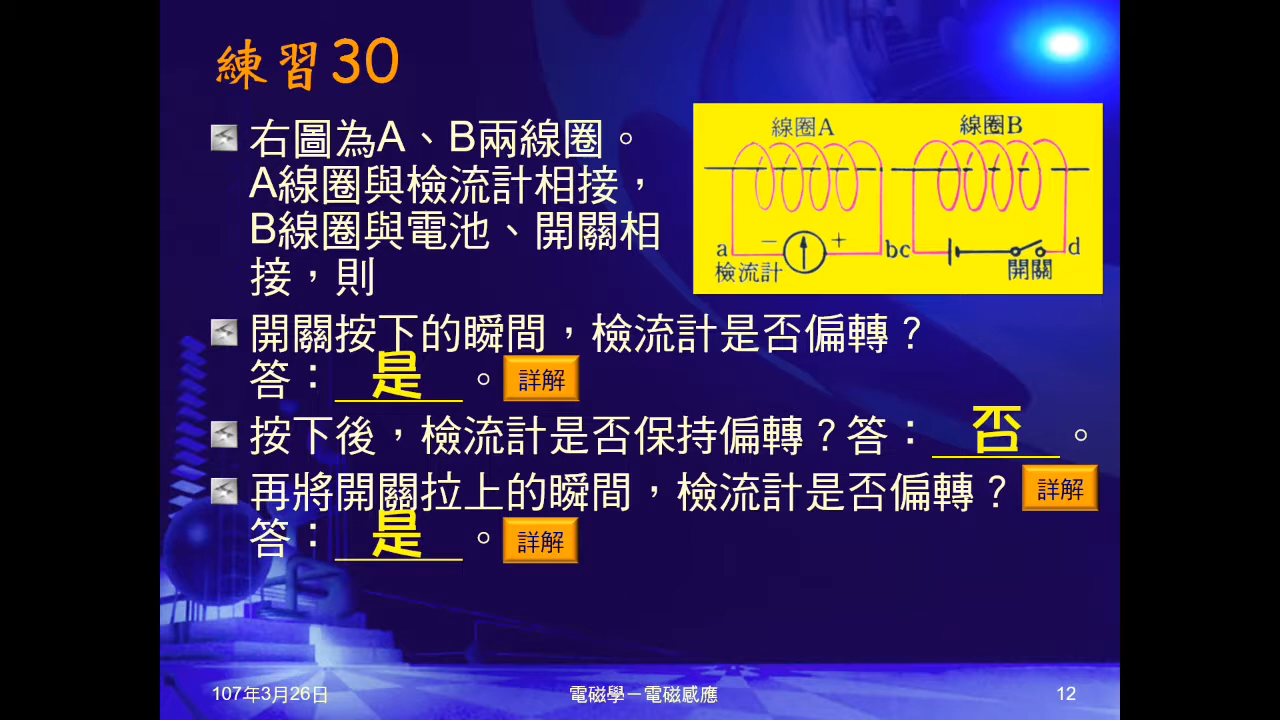 練習30
右圖為A、B兩線圈。
A線圈與檢流計相接，
B線圈與電池、開關相
接，則
線圈A
線圈B
a
－
＋
bc
d
檢流計
開關
開關按下的瞬間，檢流計是否偏轉？
答：是。詳解
按下後，檢流計是否保持偏轉？答：否。
詳解
再將開關拉上的瞬間，檢流計是否偏轉？
答：是。詳解
107年3月26日
電磁學－電磁感應
12